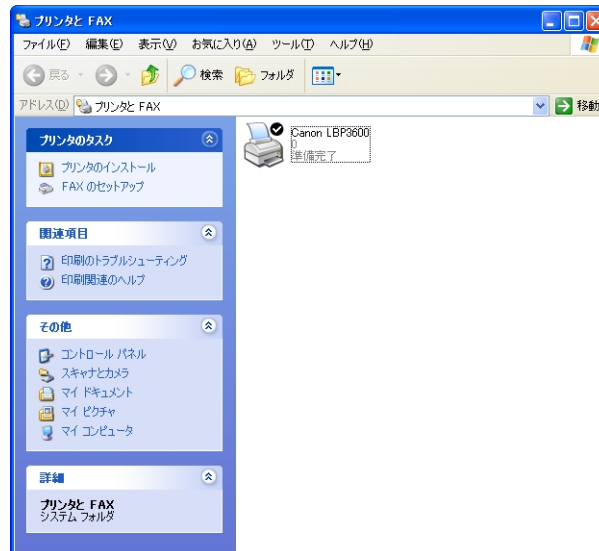 プリンタと FAX
ファイル(F) 編集(E) 表示(V) お気に入り(A) ツール(T) ヘルプ(H)
戻る 検索 フォルダ
アドレス(D) プリンタと FAX 移動
プリンタのタスク
プリンタのインストール
FAX のセットアップ
関連項目
印刷のトラブルシューティング
印刷関連のヘルプ
その他
コントロール パネル
スキャナとカメラ
マイ ドキュメント
マイ ピクチャ
マイ コンピュータ
詳細
プリンタと FAX
システム フォルダ
Canon LBP3600
0
準備完了